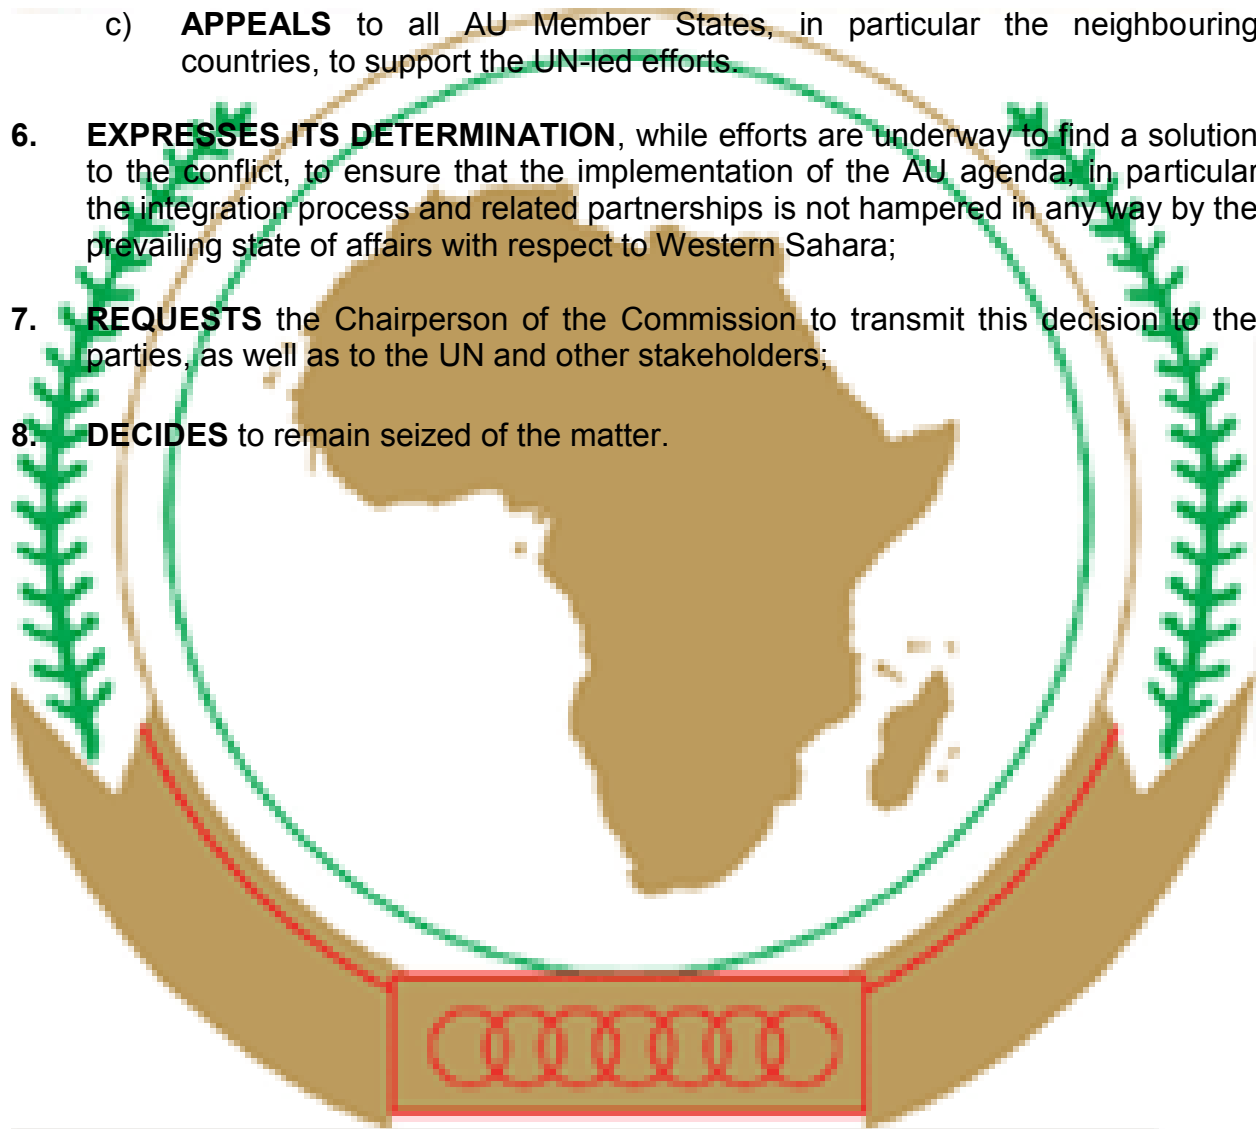 c) APPEALS to all AU Member States, in particular the neighbouring
countries, to support the UN-led efforts.
6. EXPRESSES ITS DETERMINATION, while efforts are underway to find a solution
to the conflict, to ensure that the implementation of the AU agenda, in particular
the integration process and related partnerships is not hampered in any way by the
prevailing state of affairs with respect to Western Sahara;
7. REQUESTS the Chairperson of the Commission to transmit this decision to the
parties, as well as to the UN and other stakeholders;
8. DECIDES to remain seized of the matter.